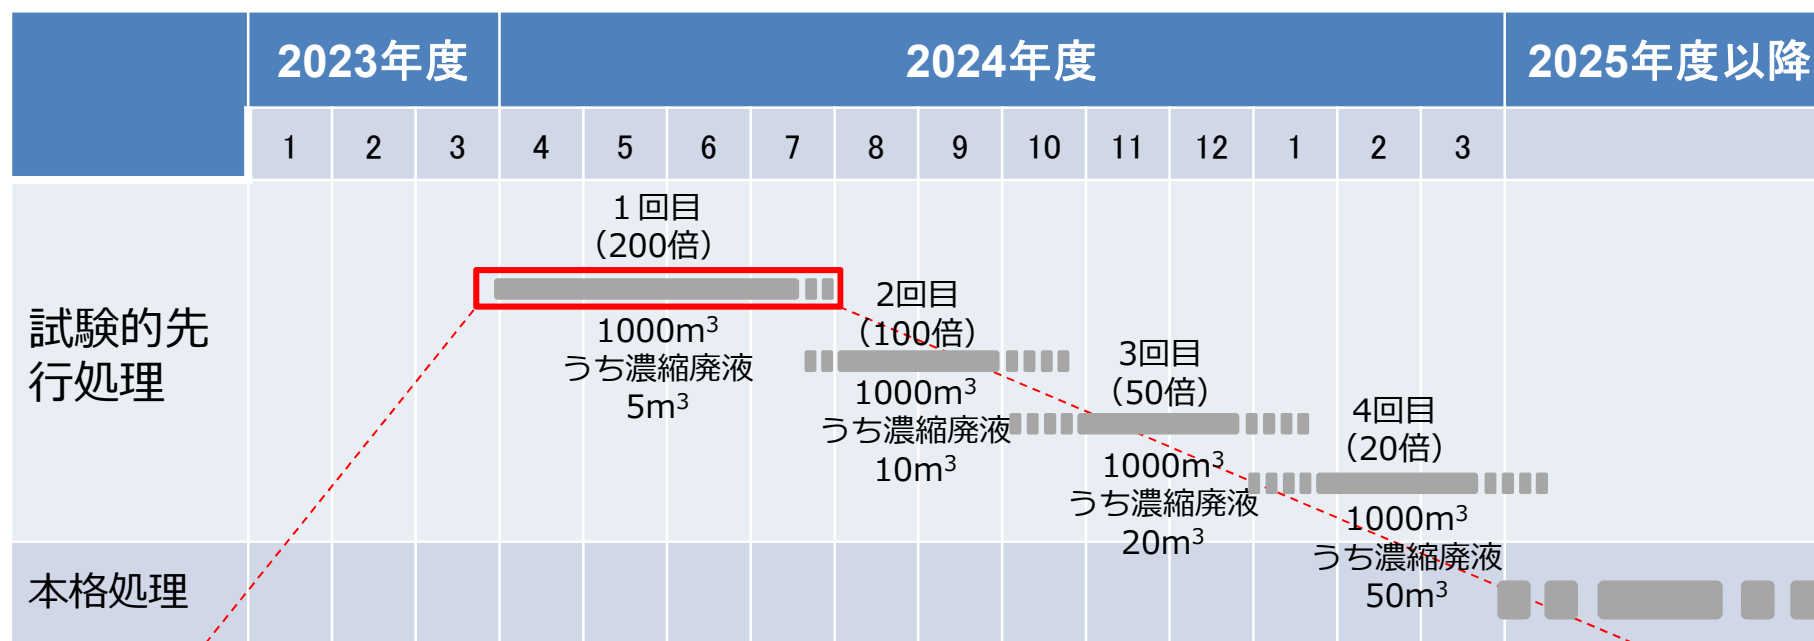 2023年度 2024年度 2025年度以降
1 2 3 4 5 6 7 8 9 10 11 12 1 2 3
試験的先
行処理
１回目
（200倍）
1000m³
うち濃縮廃液
5m³
2回目
（100倍）
1000m³
うち濃縮廃液
10m³
3回目
（50倍）
1000m³
うち濃縮廃液
20m³
4回目
（20倍）
1000m³
うち濃縮廃液
50m³
本格処理